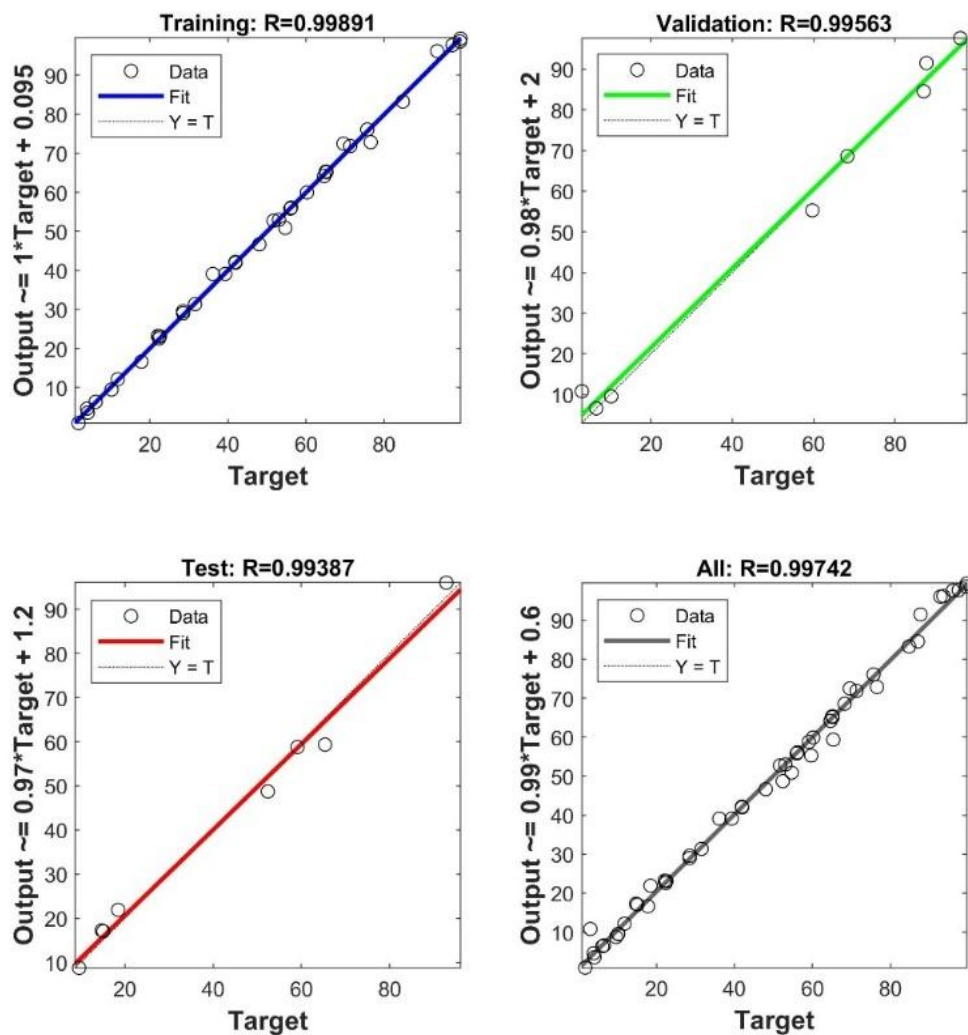 Training: R=0.99891
Output ~= 1*Target + 0.095
Data
Fit
Y = T
90
80
70
60
50
40
30
20
10
20 40 60 80
Target
Validation: R=0.99563
Output ~= 0.98*Target + 2
Data
Fit
Y = T
90
80
70
60
50
40
30
20
10
20 40 60 80
Target
Test: R=0.99387
Output ~= 0.97*Target + 1.2
Data
Fit
Y = T
90
80
70
60
50
40
30
20
10
20 40 60 80
Target
All: R=0.99742
Output ~= 0.99*Target + 0.6
Data
Fit
Y = T
90
80
70
60
50
40
30
20
10
20 40 60 80
Target